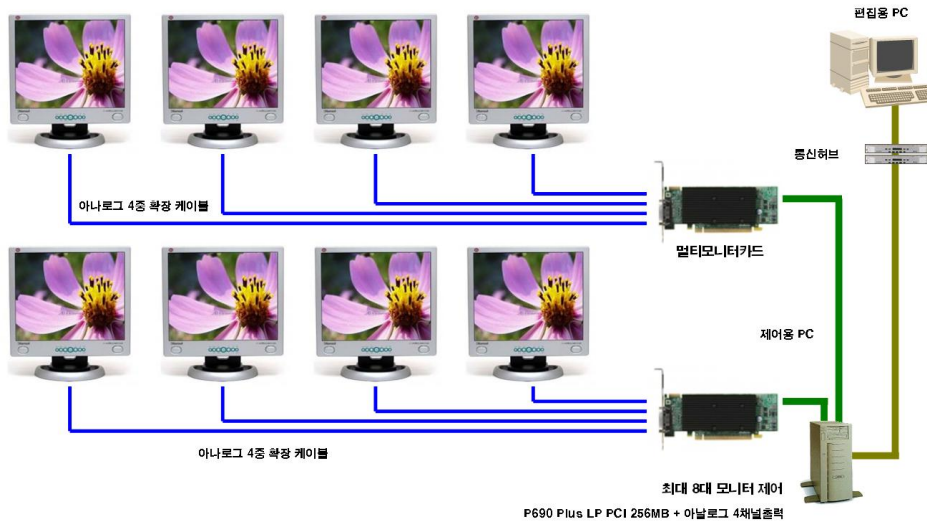 편집용 PC
통신허브
아나로그 4중 확장 케이블
멀티모니터카드
제어용 PC
아나로그 4중 확장 케이블
최대 8대 모니터 제어
P690 Plus LP PCI 256MB + 아날로그 4채널출력